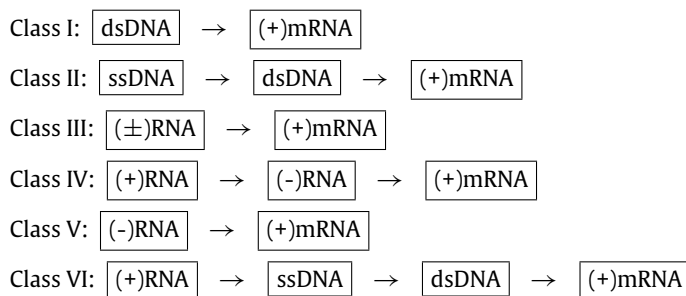 Class I: dsDNA → (+)mRNA
Class II: ssDNA → dsDNA → (+)mRNA
Class III: (±)RNA → (+)mRNA
Class IV: (+)RNA → (-)RNA → (+)mRNA
Class V: (-)RNA → (+)mRNA
Class VI: (+)RNA → ssDNA → dsDNA → (+)mRNA